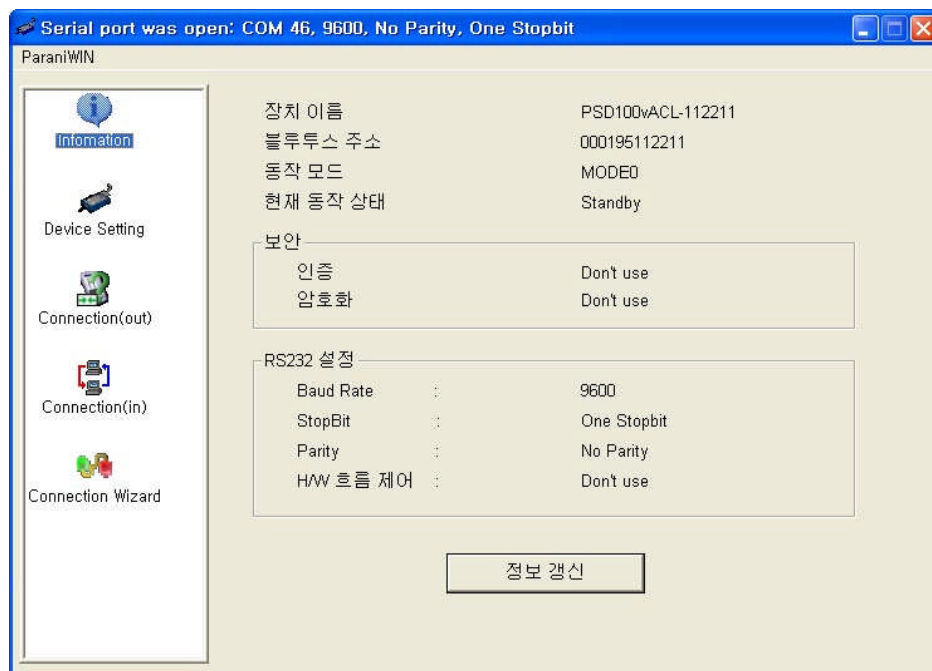 Serial port was open: COM 46, 9600, No Parity, One Stopbit
ParaniWIN
Infomation
Device Setting
Connection(out)
Connection(in)
Connection Wizard
장치 이름 PSD100vACL-112211
블루투스 주소 000195112211
동작 모드 MODE0
현재 동작 상태 Standby
보안
인증 Don't use
암호화 Don't use
RS232 설정
Baud Rate : 9600
StopBit : One Stopbit
Parity : No Parity
H/W 흐름 제어 : Don't use
정보 갱신